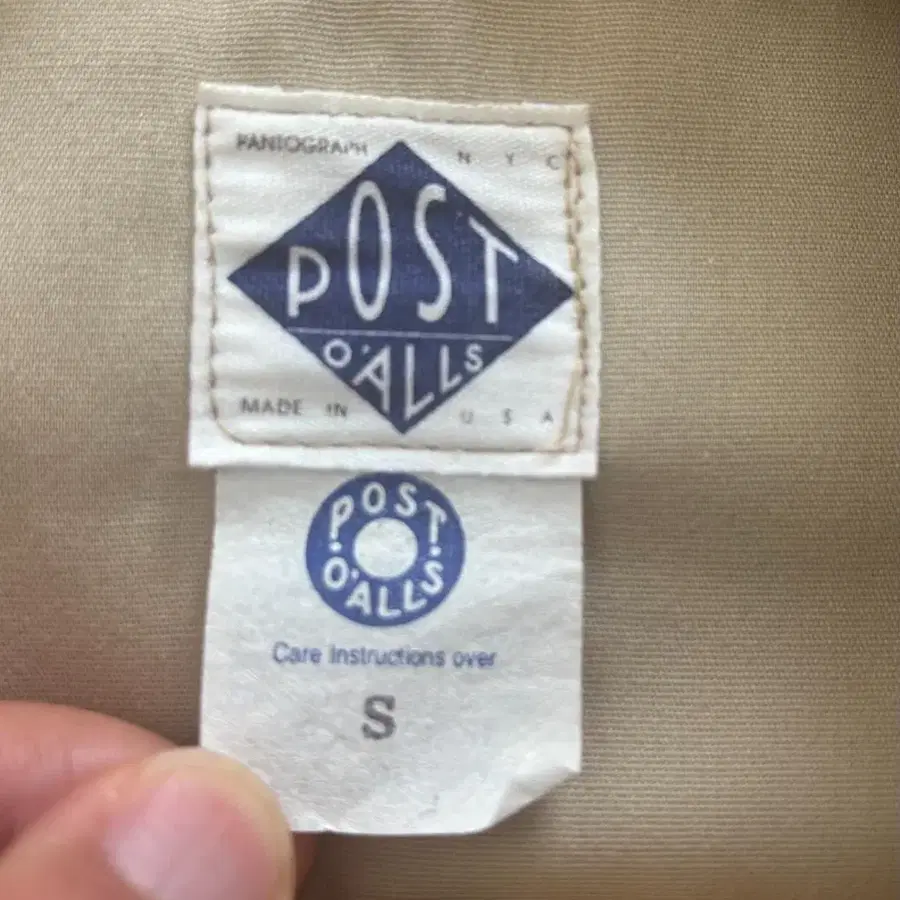 PANTOGRAPH N Y C
POST
O'ALLS
MADE IN U S A
POST
O'ALLS
Care Instructions over
S